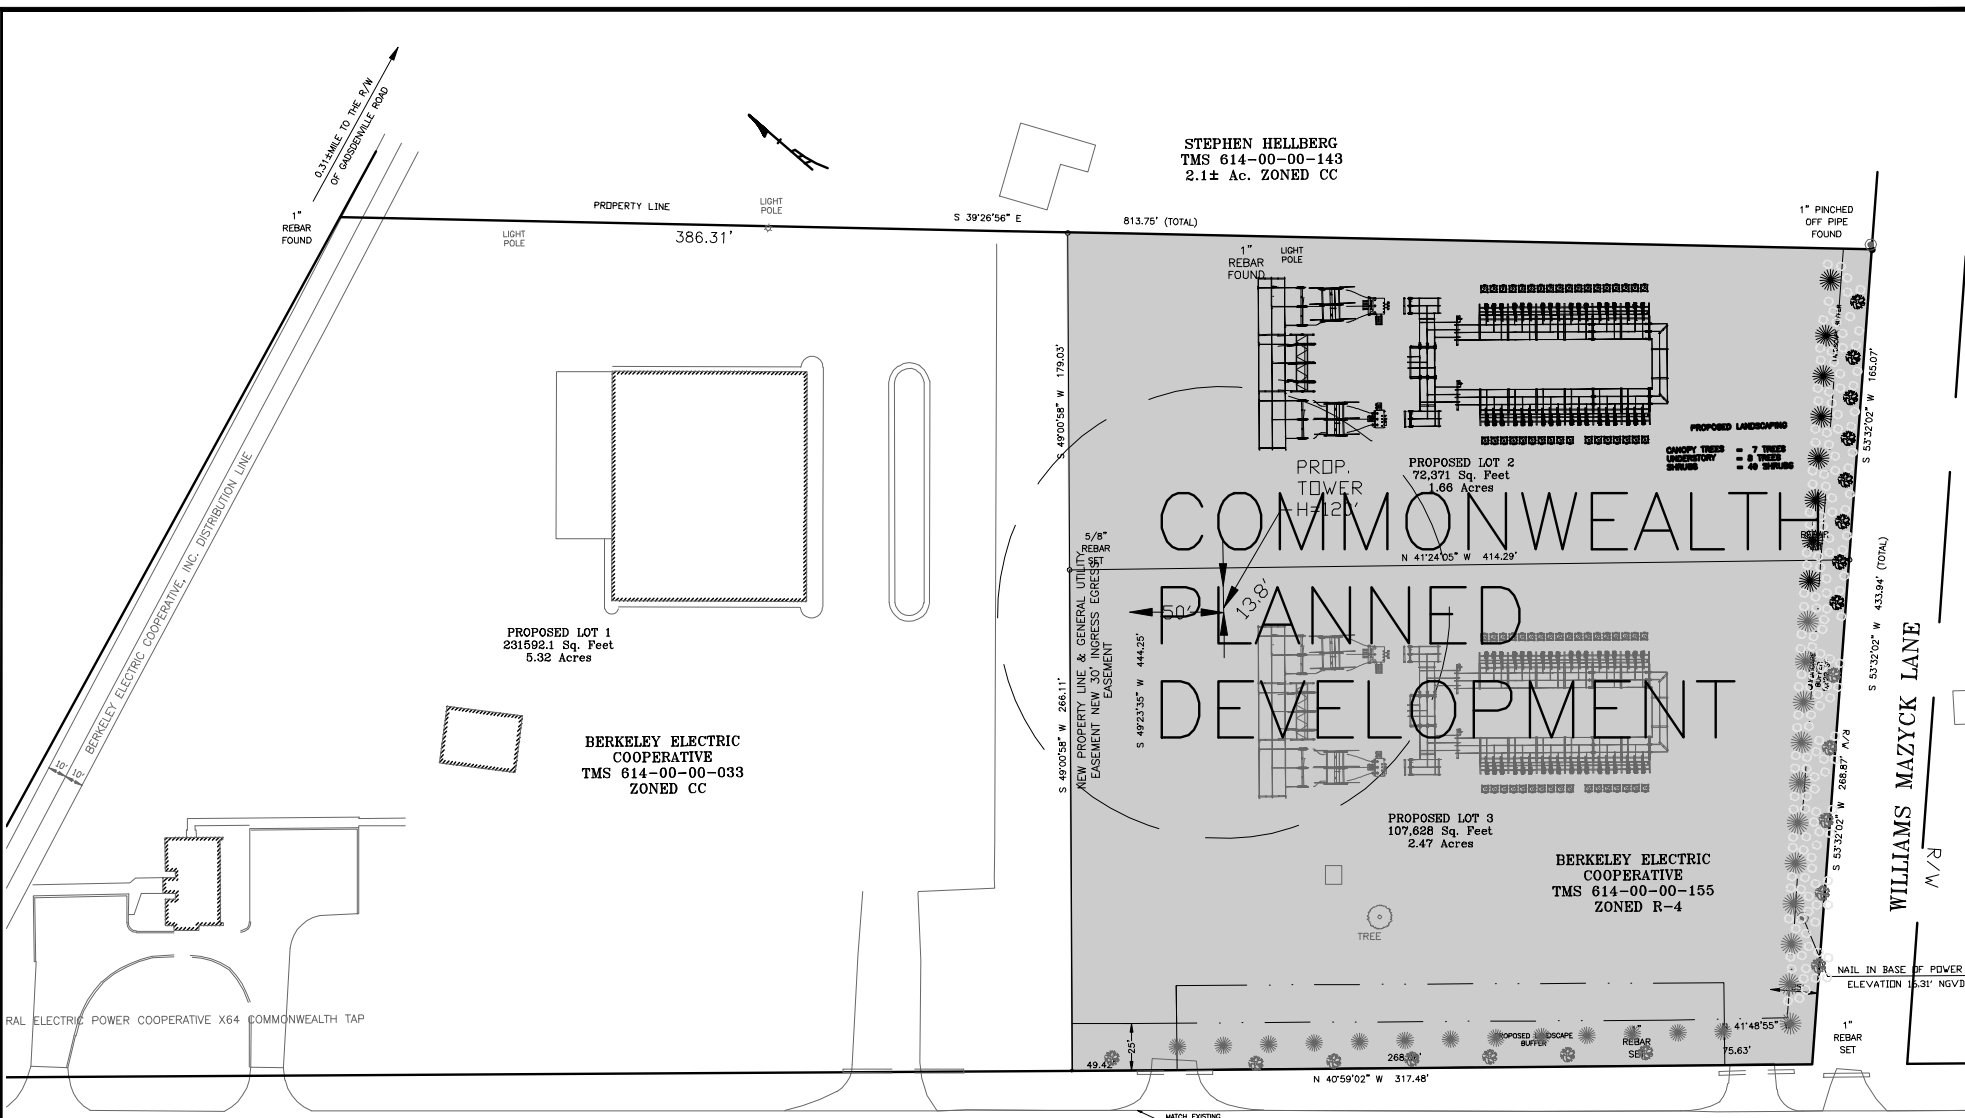 0.31±MILE TO THE R/W
OF GADSDENVILLE ROAD
1"
REBAR
FOUND
PROPERTY LINE
LIGHT
POLE
LIGHT
POLE
386.31'
S 39°26'56" E
813.75' (TOTAL)
STEPHEN HELLBERG
TMS 614-00-00-143
2.1± Ac. ZONED CC
1" PINCHED
OFF PIPE
FOUND
1"
REBAR
FOUND
LIGHT
POLE
S 49°00'58" W 179.03'
S 53°32'02" W 165.07'
PROPOSED LANDSCAPING
CANOPY TREES = 7 TREES
UNDERSTORY = 8 TREES
SHRUBS = 40 SHRUBS
PROP.
TOWER
H=120'
PROPOSED LOT 2
72,371 Sq. Feet
1.66 Acres
COMMONWEALTH
PLANNED
DEVELOPMENT
5/8"
REBAR
SET
N 41°24'05" W 414.29'
50'
13.8'
BERKELEY ELECTRIC COOPERATIVE, INC. DISTRIBUTION LINE
10'
10'
PROPOSED LOT 1
231592.1 Sq. Feet
5.32 Acres
BERKELEY ELECTRIC
COOPERATIVE
TMS 614-00-00-033
ZONED CC
S 49°00'58" W 266.11'
NEW PROPERTY LINE & GENERAL UTILITY
EASEMENT NEW 30' INGRESS EGRESS
EASEMENT
S 49°23'35" W 444.25'
S 53°32'02" W 433.94' (TOTAL)
R/W
S 53°32'02" W 268.87'
WILLIAMS MAZYCK LANE
R/W
PROPOSED LOT 3
107,628 Sq. Feet
2.47 Acres
BERKELEY ELECTRIC
COOPERATIVE
TMS 614-00-00-155
ZONED R-4
TREE
NAIL IN BASE OF POWER
ELEVATION 16.31' NGVD
RAL ELECTRIC POWER COOPERATIVE X64 COMMONWEALTH TAP
25'
49.42'
PROPOSED
BUFFER
1"
REBAR
SET
N 41°48'55"
75.63'
1"
REBAR
SET
N 40°59'02" W 317.48'
MATCH EXISTING